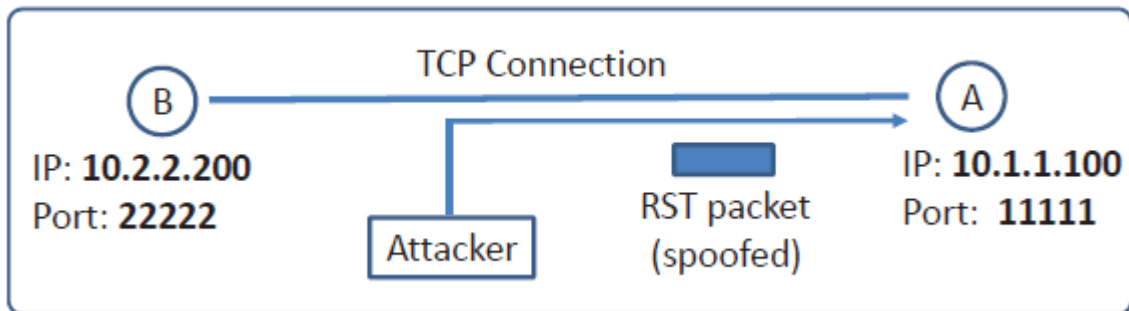 TCP Connection
B
A
IP: 10.2.2.200
Port: 22222
Attacker
RST packet
(spoofed)
IP: 10.1.1.100
Port: 11111